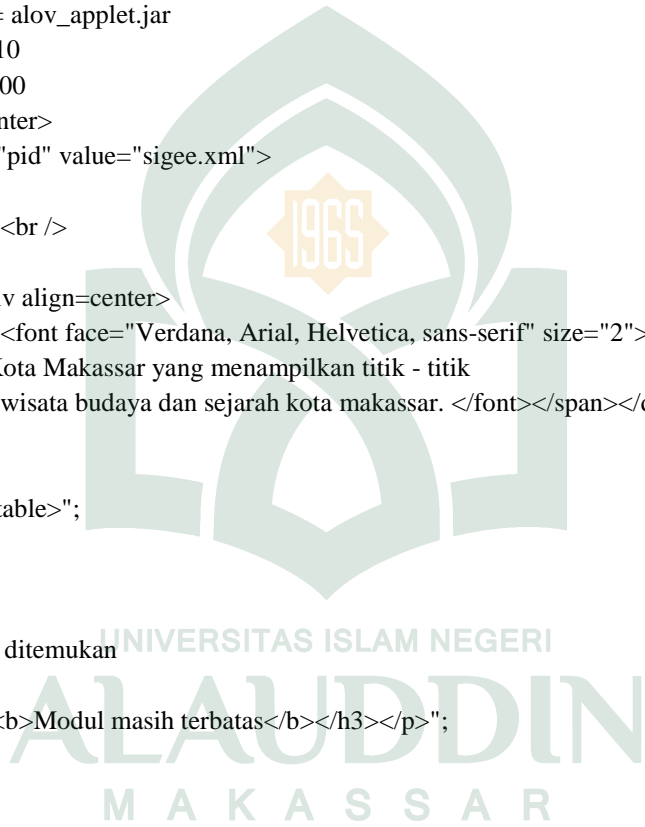 = alov_applet.jar
10
00
nter>
"pid" value="sigee.xml">
<br />
1965
v align=center>
<font face="Verdana, Arial, Helvetica, sans-serif" size="2">
Kota Makassar yang menampilkan titik - titik
wisata budaya dan sejarah kota makassar. </font></span></
table>";
UNIVERSITAS ISLAM NEGERI
ditemukan
ALAUDDIN
<b>Modul masih terbatas</b></h3></p>";
MAKASSAR